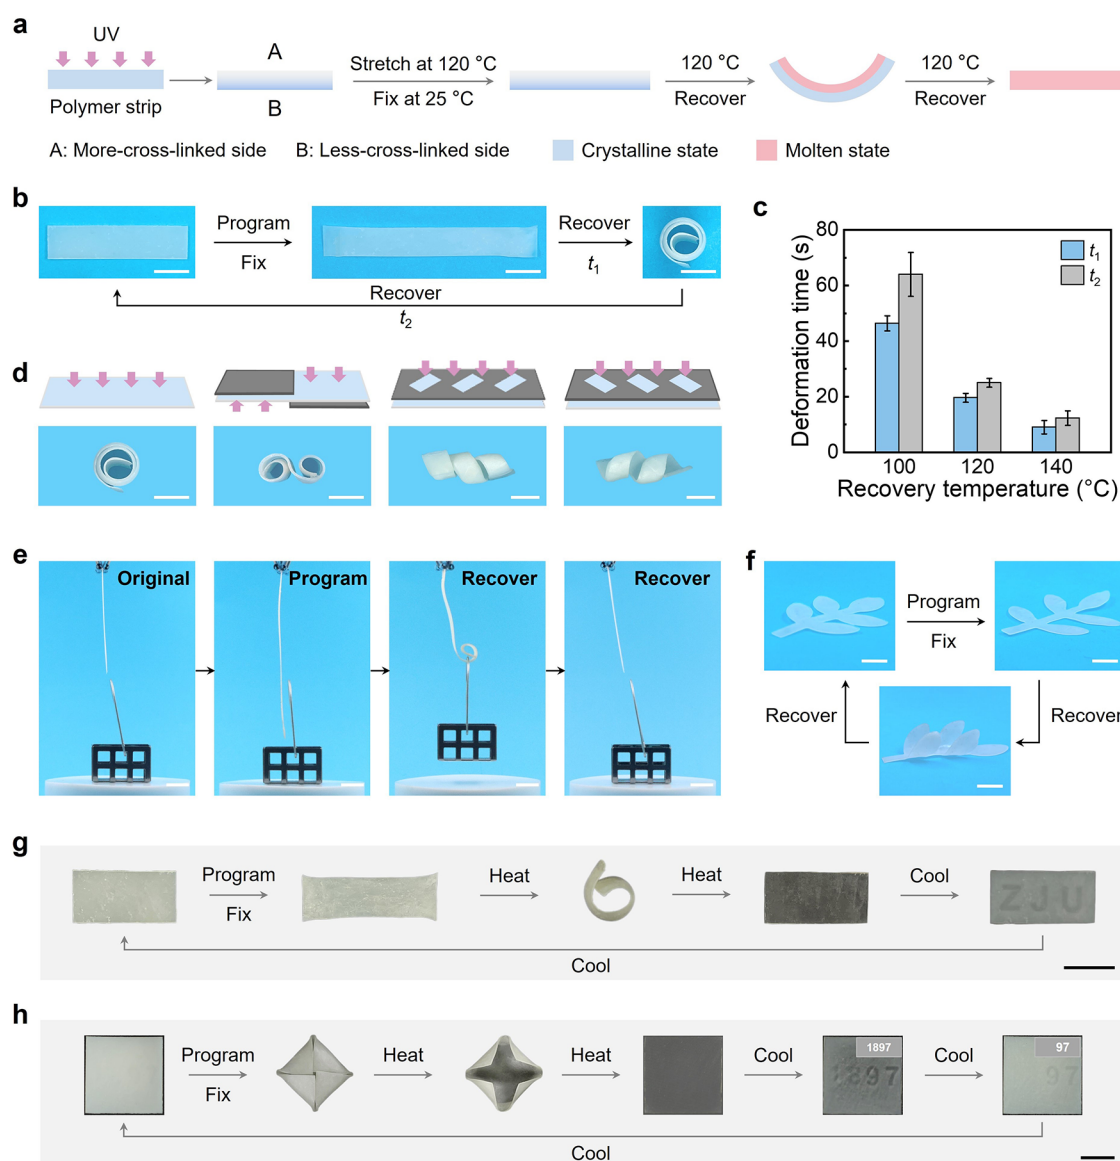 a
UV
Polymer strip
A
B
Stretch at 120 °C
Fix at 25 °C
120 °C
Recover
120 °C
Recover
A: More-cross-linked side
B: Less-cross-linked side
Crystalline state
Molten state
b
Program
Fix
Recover
t1
Recover
t2
c
Deformation time (s)
80
60
40
20
0
t1
t2
100
120
140
Recovery temperature (°C)
d
e
Original
Program
Recover
Recover
f
Program
Fix
Recover
Recover
g
Program
Fix
Heat
Heat
Cool
ZJU
Cool
h
Program
Fix
Heat
Heat
Cool
1897
1897
Cool
97
97
Cool